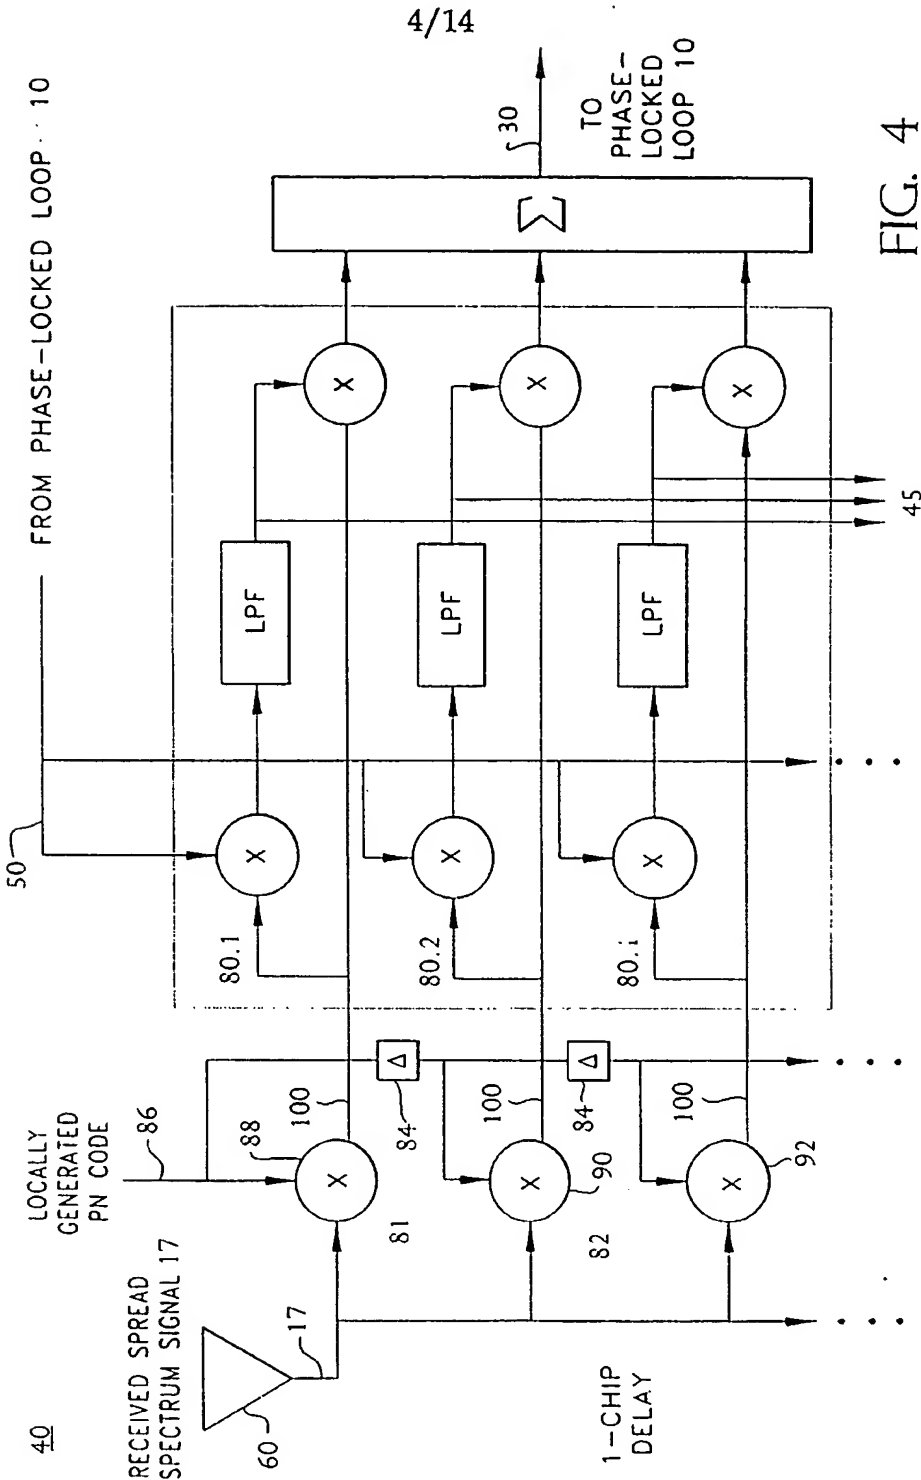 4/14
40
RECEIVED SPREAD
SPECTRUM SIGNAL 17
60
17
LOCALLY
GENERATED
PN CODE
86
88
81
100
84
Δ
90
82
100
84
Δ
92
100
1-CHIP
DELAY
50
FROM PHASE-LOCKED LOOP 10
80.1
80.2
80.i
X
X
X
X
X
X
X
X
X
LPF
LPF
LPF
45
Σ
30
TO
PHASE-
LOCKED
LOOP 10
FIG. 4